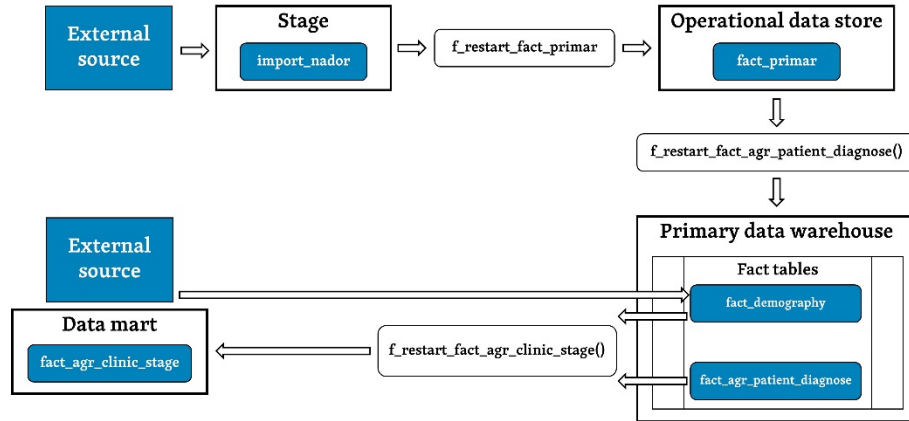 External
source
Stage
import_nador
f_restart_fact_primar
Operational data store
fact_primar
f_restart_fact_agr_patient_diagnose()
External
source
Primary data warehouse
Fact tables
fact_demography
Data mart
fact_agr_clinic_stage
f_restart_fact_agr_clinic_stage()
fact_agr_patient_diagnose